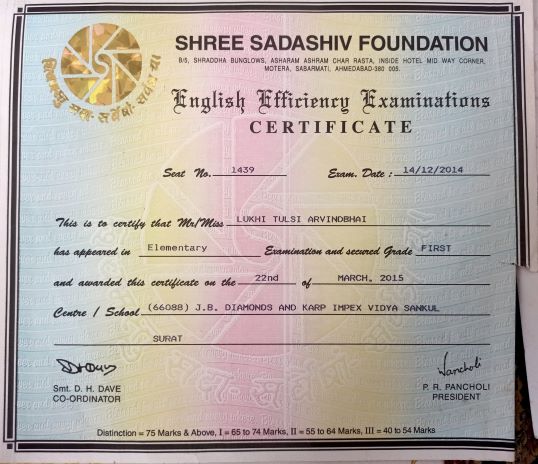 SHREE SADASHIV FOUNDATION
B/5, SHRADDHA BUNGLOWS, ASHARAM ASHRAM CHAR RASTA, INSIDE HOTEL MID WAY CORNER,
MOTERA, SABARMATI, AHMEDABAD-380 005.
English Efficiency Examinations
CERTIFICATE
Seat No. 1439 Exam. Date : 14/12/2014
This is to certify that Mr/Miss LUKHI TULSI ARVINDBHAI
has appeared in Elementary Examination and secured Grade FIRST
and awarded this certificate on the 22nd of MARCH, 2015
Centre / School (66088) J.B. DIAMONDS AND KARP IMPEX VIDYA SANKUL
SURAT
Smt. D. H. DAVE
CO-ORDINATOR
P. R. PANCHOLI
PRESIDENT
Distinction = 75 Marks & Above, I = 65 to 74 Marks, II = 55 to 64 Marks, III = 40 to 54 Marks